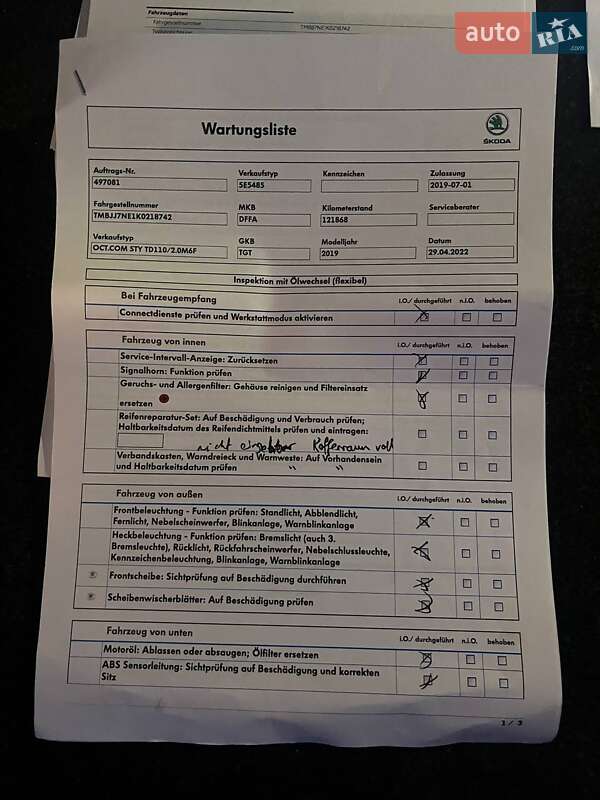 Fahrzeugdaten
Fahrgestellnummer
TMBJJ7NE1K0218742
auto RIA.com
Wartungsliste
ŠKODA
Auftrags-Nr.
497081
Verkaufstyp
5E5485
Kennzeichen
Zulassung
2019-07-01
Fahrgestellnummer
TMBJJ7NE1K0218742
MKB
DFFA
Kilometerstand
121868
Serviceberater
Verkaufstyp
OCT.COM STY TD110/2.0M6F
GKB
TGT
Modelljahr
2019
Datum
29.04.2022
Inspektion mit Ölwechsel (flexibel)
Bei Fahrzeugempfang
i.O./ durchgeführt n.i.O. behoben
Connectdienste prüfen und Werkstattmodus aktivieren
Fahrzeug von innen
i.O./ durchgeführt n.i.O. behoben
Service-Intervall-Anzeige: Zurücksetzen
Signalhorn: Funktion prüfen
Geruchs- und Allergenfilter: Gehäuse reinigen und Filtereinsatz
ersetzen
Reifenreparatur-Set: Auf Beschädigung und Verbrauch prüfen;
Haltbarkeitsdatum des Reifendichtmittels prüfen und eintragen:
nicht Kofferraum voll
Verbandskasten, Warndreieck und Warnweste: Auf Vorhandensein
und Haltbarkeitsdatum prüfen " "
Fahrzeug von außen
i.O./ durchgeführt n.i.O. behoben
Frontbeleuchtung - Funktion prüfen: Standlicht, Abblendlicht,
Fernlicht, Nebelscheinwerfer, Blinkanlage, Warnblinkanlage
Heckbeleuchtung - Funktion prüfen: Bremslicht (auch 3.
Bremsleuchte), Rücklicht, Rückfahrscheinwerfer, Nebelschlussleuchte,
Kennzeichenbeleuchtung, Blinkanlage, Warnblinkanlage
Frontscheibe: Sichtprüfung auf Beschädigung durchführen
Scheibenwischerblätter: Auf Beschädigung prüfen
Fahrzeug von unten
i.O./ durchgeführt n.i.O. behoben
Motoröl: Ablassen oder absaugen; Ölfilter ersetzen
ABS Sensorleitung: Sichtprüfung auf Beschädigung und korrekten
Sitz
1 / 3